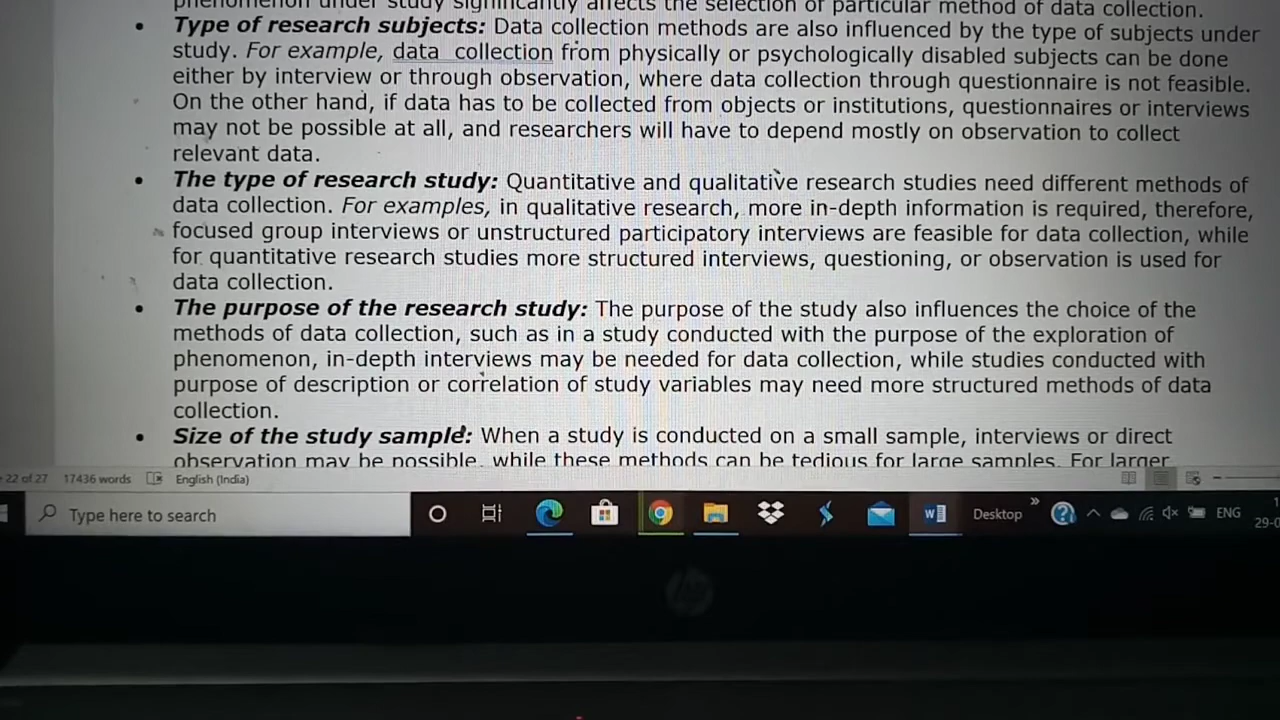 phenomenon under study significantly affects the selection of particular method of data collection.
• Type of research subjects: Data collection methods are also influenced by the type of subjects under
study. For example, data collection from physically or psychologically disabled subjects can be done
either by interview or through observation, where data collection through questionnaire is not feasible.
On the other hand, if data has to be collected from objects or institutions, questionnaires or interviews
may not be possible at all, and researchers will have to depend mostly on observation to collect
relevant data.
• The type of research study: Quantitative and qualitative research studies need different methods of
data collection. For examples, in qualitative research, more in-depth information is required, therefore,
focused group interviews or unstructured participatory interviews are feasible for data collection, while
for quantitative research studies more structured interviews, questioning, or observation is used for
data collection.
• The purpose of the research study: The purpose of the study also influences the choice of the
methods of data collection, such as in a study conducted with the purpose of the exploration of
phenomenon, in-depth interviews may be needed for data collection, while studies conducted with
purpose of description or correlation of study variables may need more structured methods of data
collection.
• Size of the study sample: When a study is conducted on a small sample, interviews or direct
observation may be possible, while these methods can be tedious for large samples. For larger
22 of 27 17436 words English (India)
Type here to search
Desktop » ENG
hp